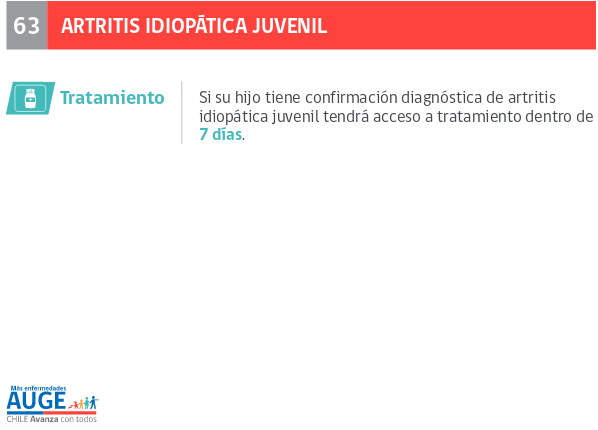 63 ARTRITIS IDIOPÁTICA JUVENIL
Tratamiento
Si su hijo tiene confirmación diagnóstica de artritis
idiopática juvenil tendrá acceso a tratamiento dentro de
7 días.
Más enfermedades
AUGE
CHILE Avanza con todos